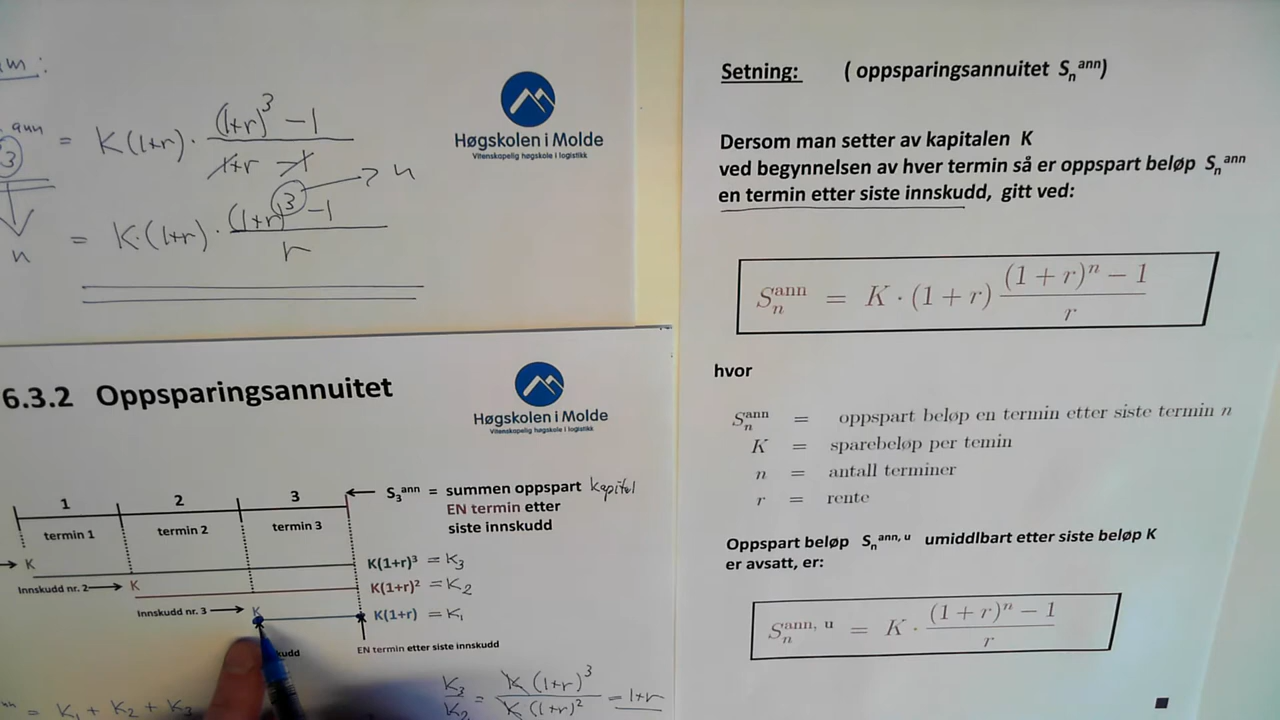 um:
ann
3 = K(1+r) · (1+r)³ - 1
1+r - 1
n = K·(1+r) · (1+r)³ - 1 → n
r
Høgskolen i Molde
Vitenskapelig høgskole i logistikk
6.3.2 Oppsparingsannuitet
Høgskolen i Molde
Vitenskapelig høgskole i logistikk
1 2 3
termin 1 termin 2 termin 3
S₃ᵃⁿⁿ = summen oppspart kapitel
EN termin etter
siste innskudd
K K(1+r)³ = K₃
Innskudd nr. 2 K K(1+r)² = K₂
Innskudd nr. 3 K K(1+r) = K₁
EN termin etter siste innskudd
= K₁ + K₂ + K₃
K₃ = K(1+r)³ = 1+r
K₂ K(1+r)²
Setning: ( oppsparingsannuitet Sₙᵃⁿⁿ)
Dersom man setter av kapitalen K
ved begynnelsen av hver termin så er oppspart beløp Sₙᵃⁿⁿ
en termin etter siste innskudd, gitt ved:
Sₙᵃⁿⁿ = K · (1 + r) (1 + r)ⁿ − 1
r
hvor
Sₙᵃⁿⁿ = oppspart beløp en termin etter siste termin n
K = sparebeløp per temin
n = antall terminer
r = rente
Oppspart beløp Sₙᵃⁿⁿ,ᵘ umiddlbart etter siste beløp K
er avsatt, er:
Sₙᵃⁿⁿ, ᵘ = K · (1 + r)ⁿ − 1
r